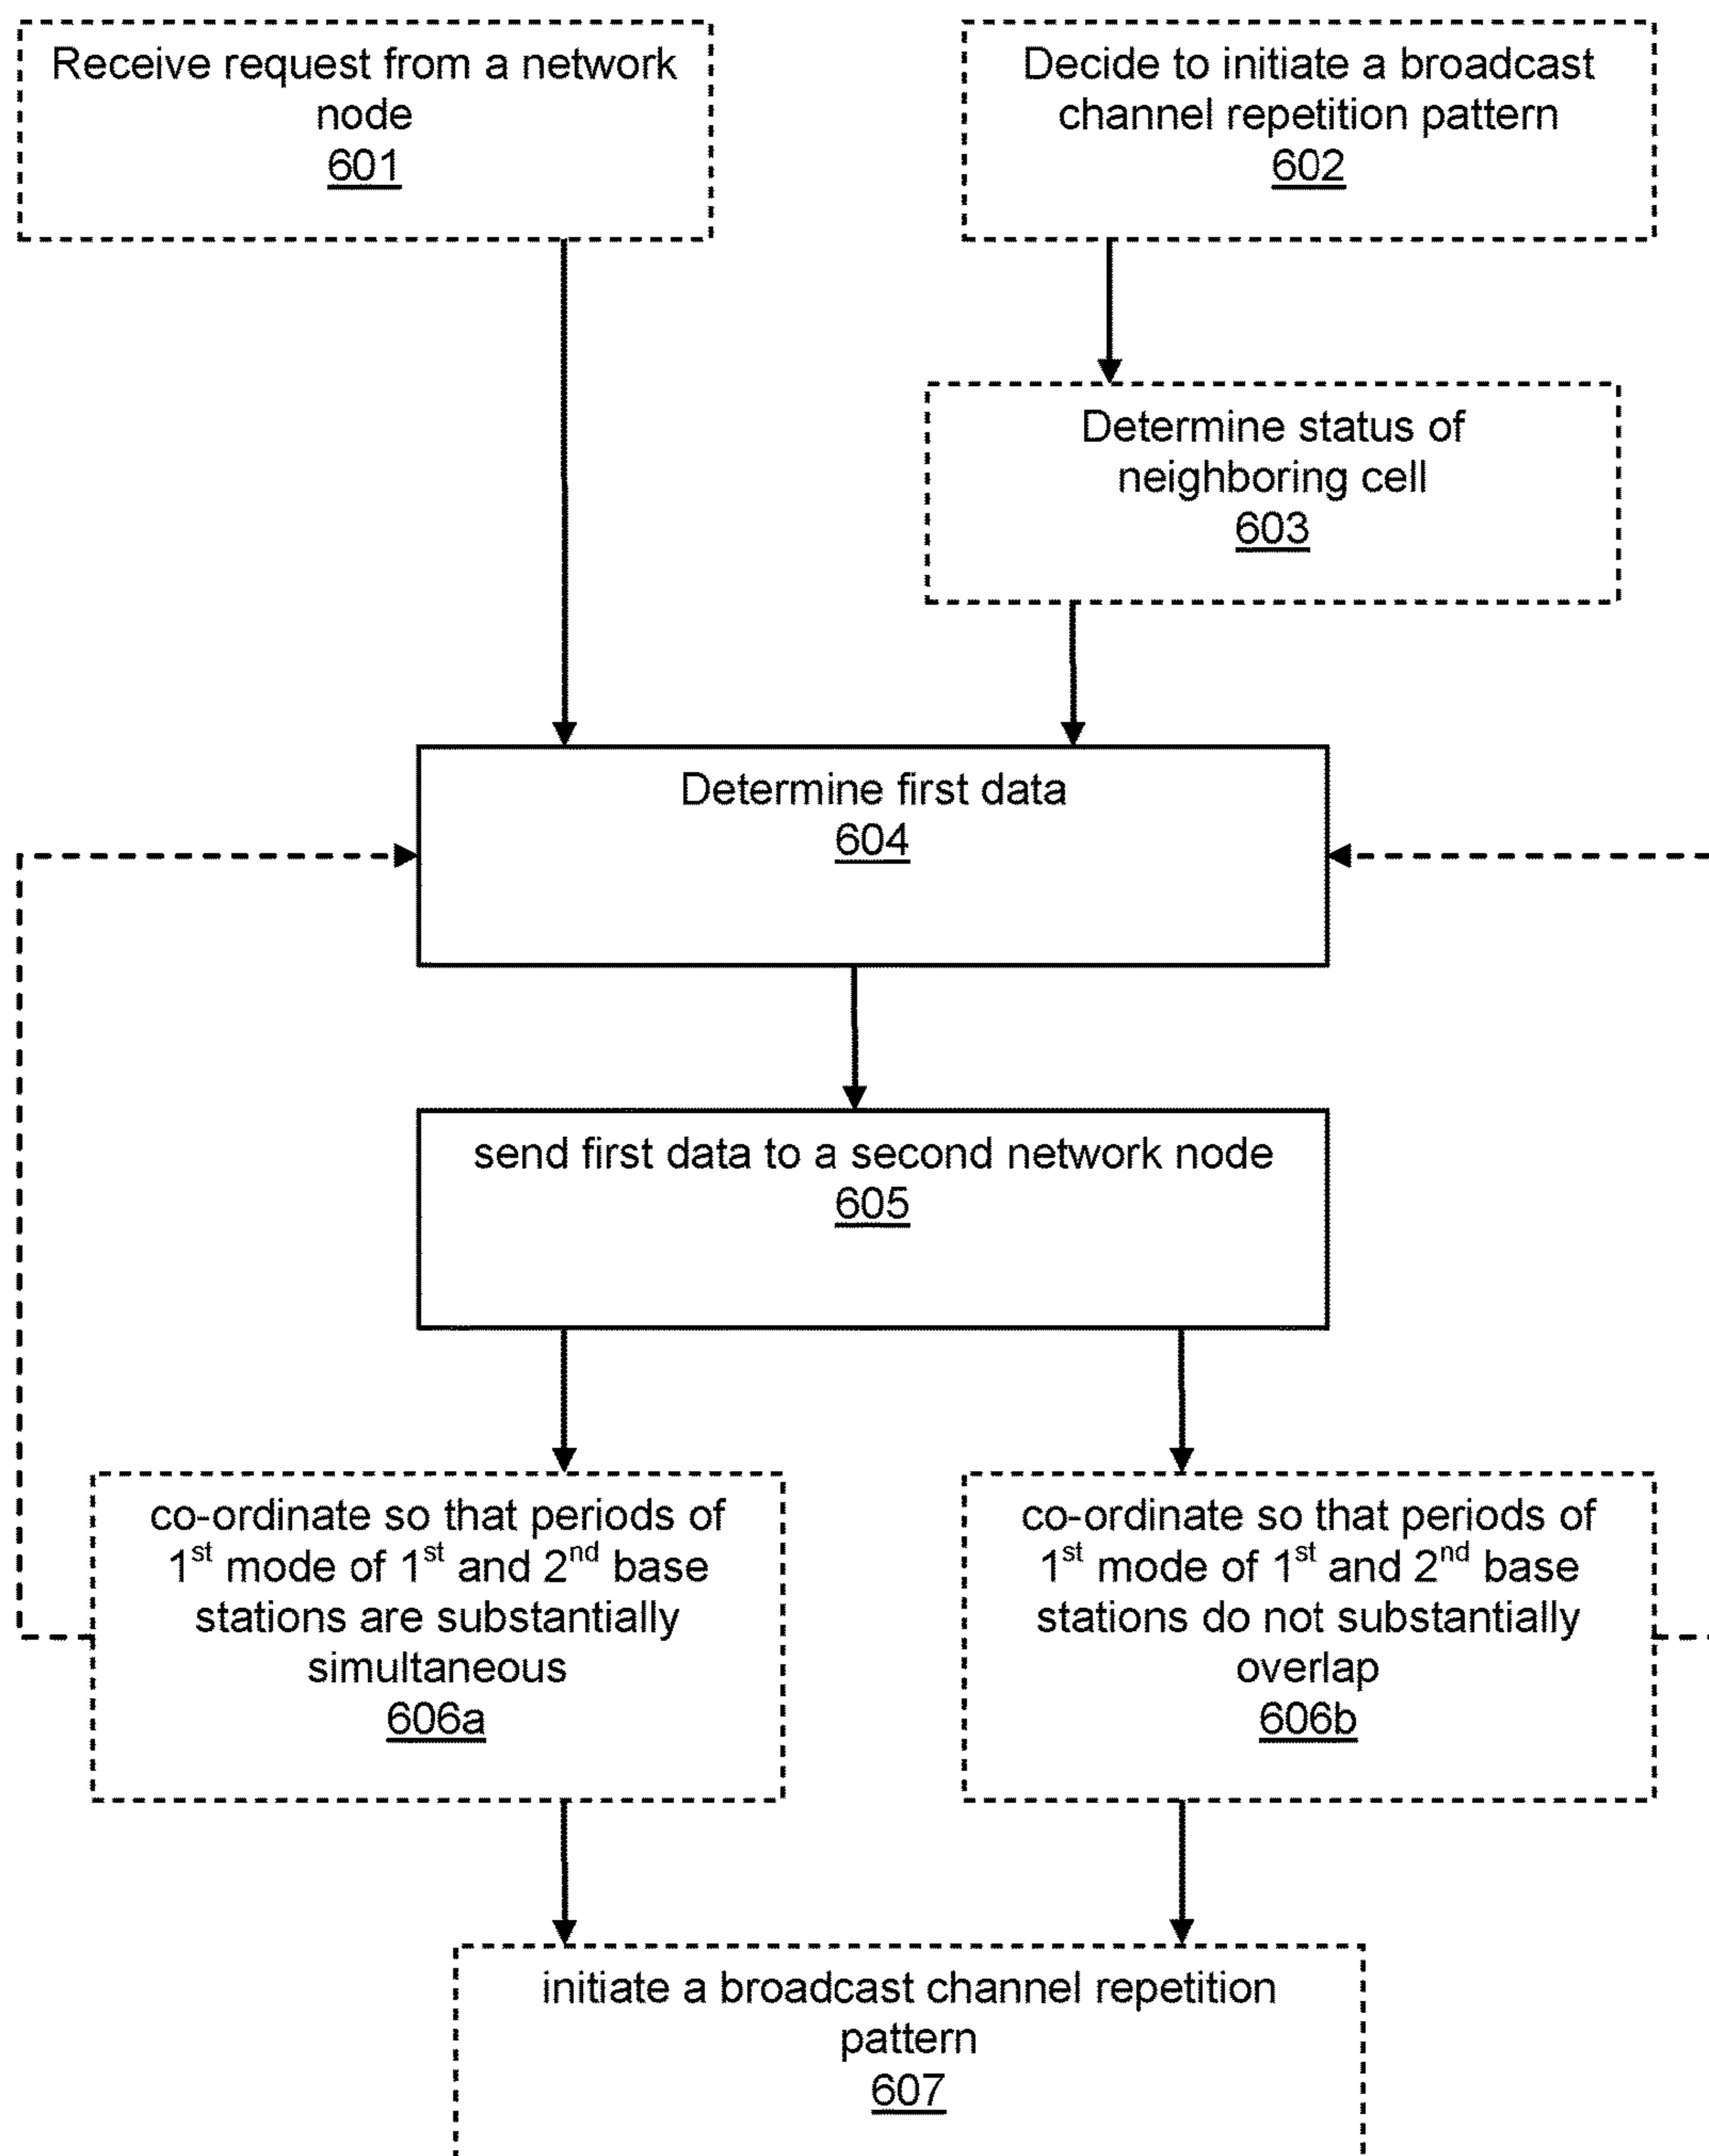 Receive request from a network
node
601
Decide to initiate a broadcast
channel repetition pattern
602
Determine status of
neighboring cell
603
Determine first data
604
send first data to a second network node
605
co-ordinate so that periods of
1st mode of 1st and 2nd base
stations are substantially
simultaneous
606a
co-ordinate so that periods of
1st mode of 1st and 2nd base
stations do not substantially
overlap
606b
initiate a broadcast channel repetition
pattern
607